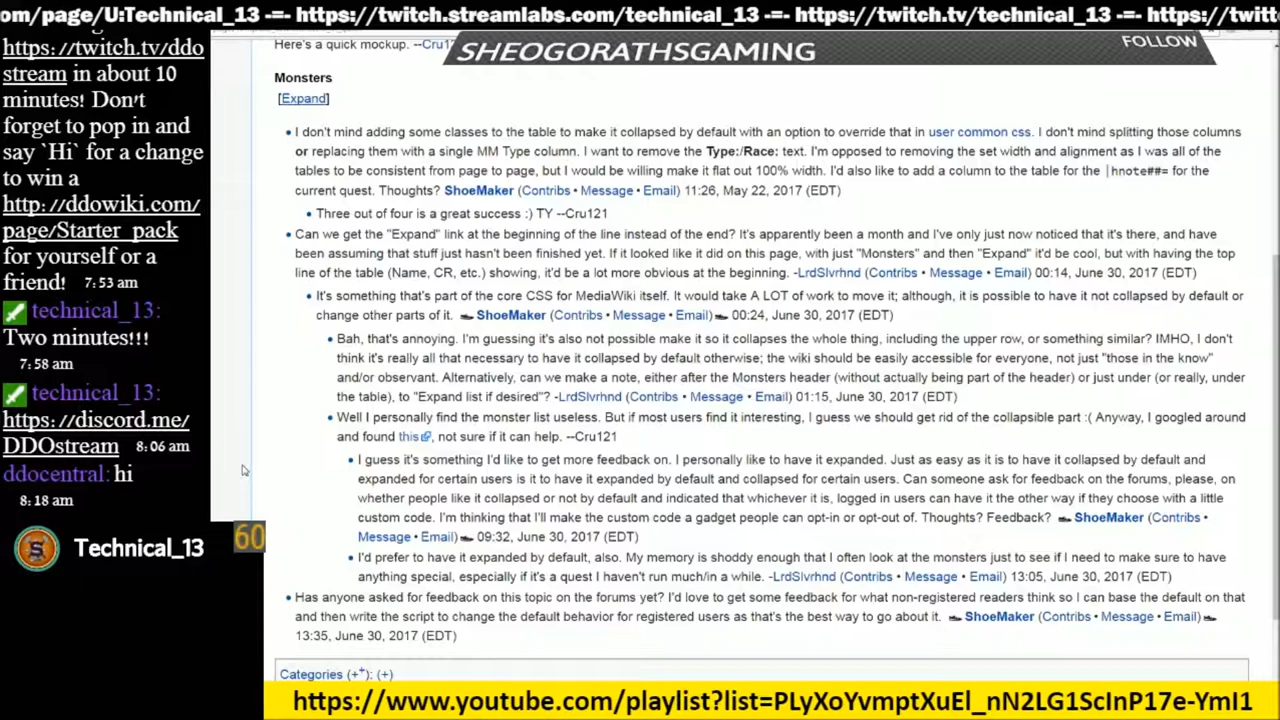 om/page/U:Technical_13 -=- https://twitch.streamlabs.com/technical_13 -=- https://twitch.tv/technical_13 -=- https://twit
https://twitch.tv/ddo
stream in about 10
minutes! Don't
forget to pop in and
say `Hi` for a change
to win a
http://ddowiki.com/
page/Starter_pack
for yourself or a
friend! 7:53 am
technical_13:
Two minutes!!!
7:58 am
technical_13:
https://discord.me/
DDOstream 8:06 am
ddocentral: hi
8:18 am
Technical_13
60
SHEOGORATHSGAMING
FOLLOW
Here's a quick mockup. --Cru1
Monsters
[Expand]
• I don't mind adding some classes to the table to make it collapsed by default with an option to override that in user common css. I don't mind splitting those columns
or replacing them with a single MM Type column. I want to remove the Type:/Race: text. I'm opposed to removing the set width and alignment as I was all of the
tables to be consistent from page to page, but I would be willing make it flat out 100% width. I'd also like to add a column to the table for the |hnote##= for the
current quest. Thoughts? ShoeMaker (Contribs • Message • Email) 11:26, May 22, 2017 (EDT)
• Three out of four is a great success :) TY --Cru121
• Can we get the "Expand" link at the beginning of the line instead of the end? It's apparently been a month and I've only just now noticed that it's there, and have
been assuming that stuff just hasn't been finished yet. If it looked like it did on this page, with just "Monsters" and then "Expand" it'd be cool, but with having the top
line of the table (Name, CR, etc.) showing, it'd be a lot more obvious at the beginning. -LrdSlvrhnd (Contribs • Message • Email) 00:14, June 30, 2017 (EDT)
• It's something that's part of the core CSS for MediaWiki itself. It would take A LOT of work to move it; although, it is possible to have it not collapsed by default or
change other parts of it. ShoeMaker (Contribs • Message • Email) 00:24, June 30, 2017 (EDT)
• Bah, that's annoying. I'm guessing it's also not possible make it so it collapses the whole thing, including the upper row, or something similar? IMHO, I don't
think it's really all that necessary to have it collapsed by default otherwise; the wiki should be easily accessible for everyone, not just "those in the know"
and/or observant. Alternatively, can we make a note, either after the Monsters header (without actually being part of the header) or just under (or really, under
the table), to "Expand list if desired"? -LrdSlvrhnd (Contribs • Message • Email) 01:15, June 30, 2017 (EDT)
• Well I personally find the monster list useless. But if most users find it interesting, I guess we should get rid of the collapsible part :( Anyway, I googled around
and found this, not sure if it can help. --Cru121
• I guess it's something I'd like to get more feedback on. I personally like to have it expanded. Just as easy as it is to have it collapsed by default and
expanded for certain users is it to have it expanded by default and collapsed for certain users. Can someone ask for feedback on the forums, please, on
whether people like it collapsed or not by default and indicated that whichever it is, logged in users can have it the other way if they choose with a little
custom code. I'm thinking that I'll make the custom code a gadget people can opt-in or opt-out of. Thoughts? Feedback? ShoeMaker (Contribs •
Message • Email) 09:32, June 30, 2017 (EDT)
• I'd prefer to have it expanded by default, also. My memory is shoddy enough that I often look at the monsters just to see if I need to make sure to have
anything special, especially if it's a quest I haven't run much/in a while. -LrdSlvrhnd (Contribs • Message • Email) 13:05, June 30, 2017 (EDT)
• Has anyone asked for feedback on this topic on the forums yet? I'd love to get some feedback for what non-registered readers think so I can base the default on that
and then write the script to change the default behavior for registered users as that's the best way to go about it. ShoeMaker (Contribs • Message • Email)
13:35, June 30, 2017 (EDT)
Categories (+⁺): (+)
https://www.youtube.com/playlist?list=PLyXoYvmptXuEl_nN2LG1ScInP17e-YmI1